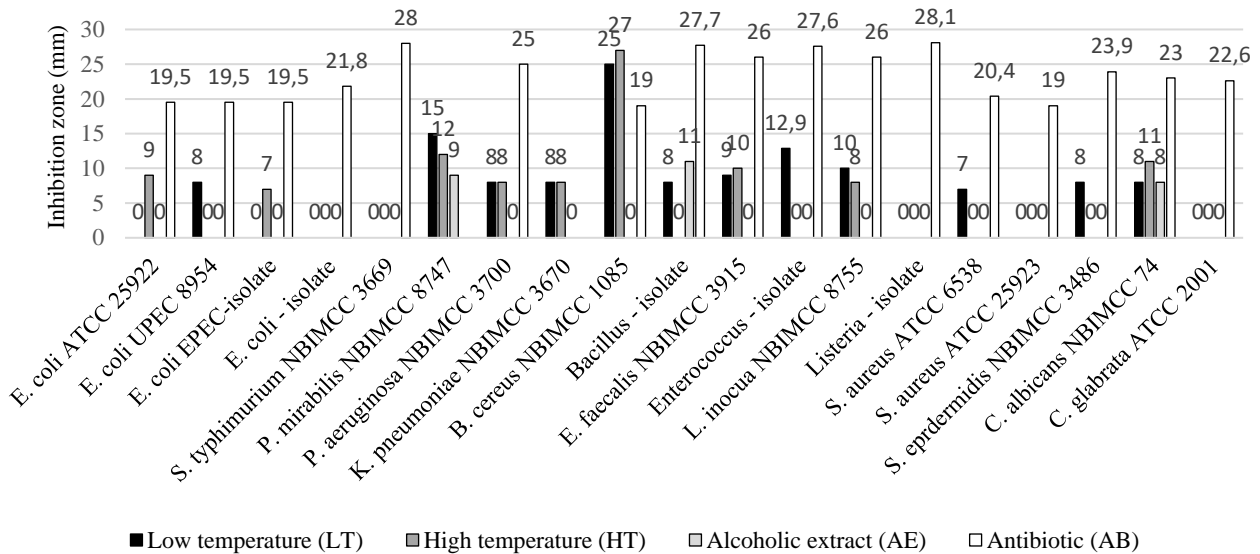 Inhibition zone (mm)
30
25
20
15
10
5
0
0 9 0 19,5
8 0 0 19,5
0 7 0 19,5
0 0 0 21,8
0 0 0 28
15 12 9
8 8 0 25
8 8 0
25 27 0 19
8 0 11 27,7
9 10 0 26
12,9 0 0 27,6
10 8 0 26
0 0 0 28,1
7 0 0 20,4
0 0 0 19
8 0 0 23,9
8 11 8 23
0 0 0 22,6
E. coli ATCC 25922
E. coli UPEC 8954
E. coli EPEC-isolate
E. coli - isolate
S. typhimurium NBIMCC 3669
P. mirabilis NBIMCC 8747
P. aeruginosa NBIMCC 3700
K. pneumoniae NBIMCC 3670
B. cereus NBIMCC 1085
Bacillus - isolate
E. faecalis NBIMCC 3915
Enterococcus - isolate
L. inocua NBIMCC 8755
Listeria - isolate
S. aureus ATCC 6538
S. aureus ATCC 25923
S. eprdermidis NBIMCC 3486
C. albicans NBIMCC 74
C. glabrata ATCC 2001
Low temperature (LT) High temperature (HT) Alcoholic extract (AE) Antibiotic (AB)